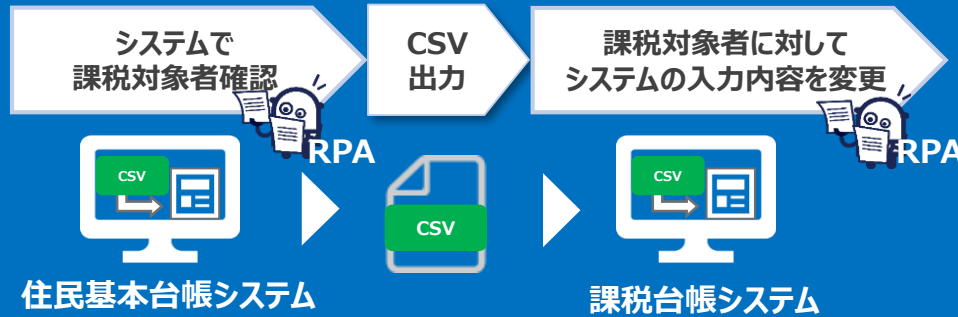 システムで
課税対象者確認
CSV
出力
課税対象者に対して
システムの入力内容を変更
RPA
RPA
CSV
CSV
CSV
住民基本台帳システム
課税台帳システム